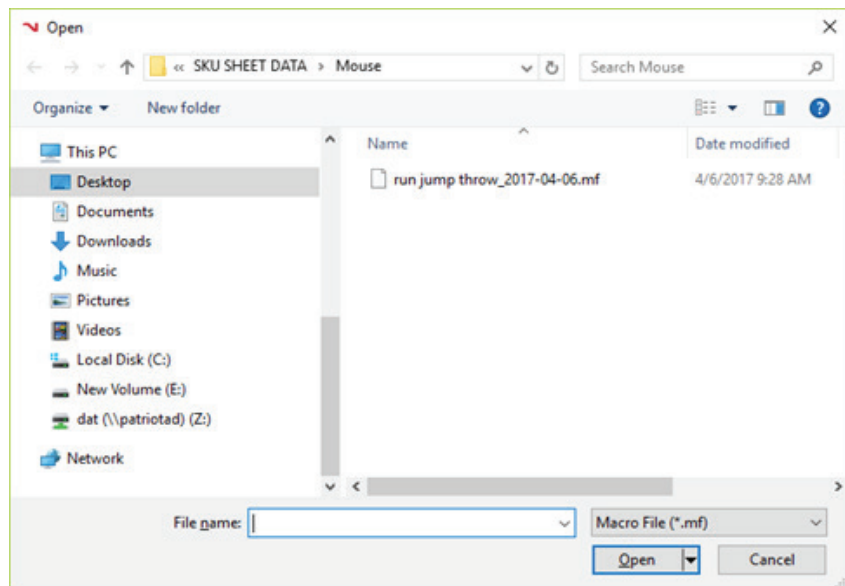 Open
« SKU SHEET DATA > Mouse
Search Mouse
Organize
New folder
Name
Date modified
This PC
Desktop
Documents
Downloads
Music
Pictures
Videos
Local Disk (C:)
New Volume (E:)
dat (\\patriotad) (Z:)
Network
run jump throw_2017-04-06.mf
4/6/2017 9:28 AM
File name:
Macro File (*.mf)
Open
Cancel